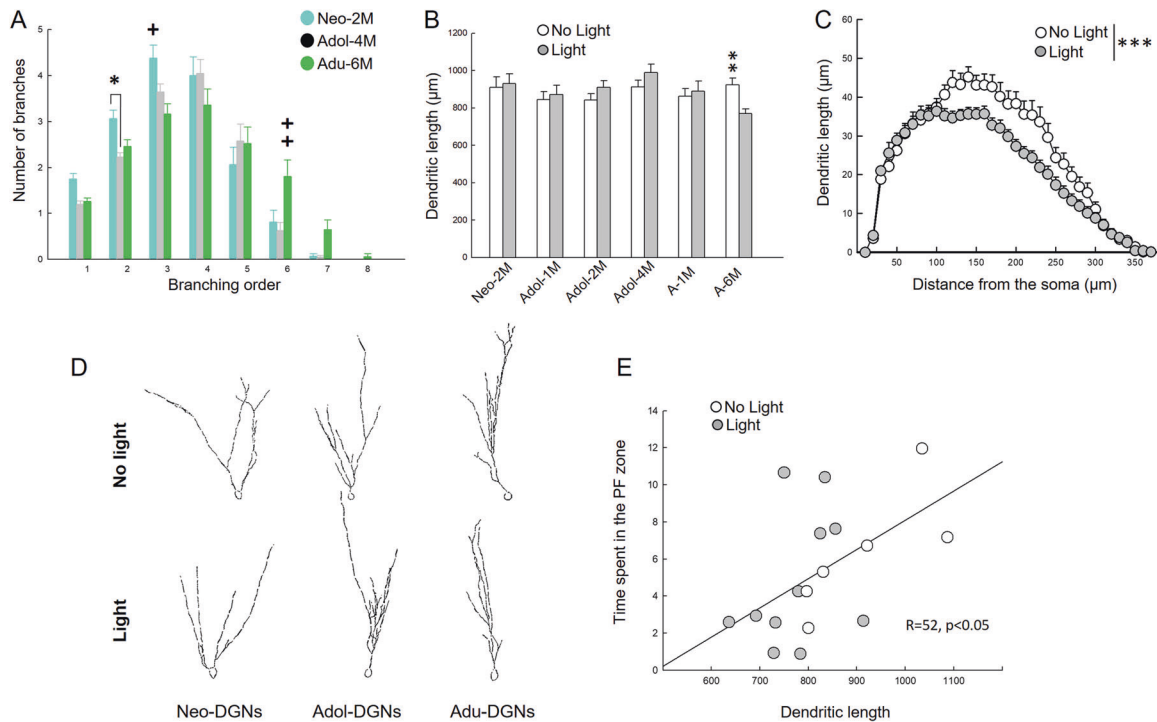 A
Neo-2M
Adol-4M
Adu-6M
Number of branches
5
4
3
2
1
0
*
+
++
1 2 3 4 5 6 7 8
Branching order
B
No Light
Light
Dendritic length (μm)
1200
1000
800
600
400
200
0
**
Neo-2M
Adol-1M
Adol-2M
Adol-4M
A-1M
A-6M
C
No Light
Light
***
Dendritic length (μm)
60
50
40
30
20
10
0
50 100 150 200 250 300 350
Distance from the soma (μm)
D
No light
Light
Neo-DGNs Adol-DGNs Adu-DGNs
E
No Light
Light
Time spent in the PF zone
14
12
10
8
6
4
2
0
R=52, p<0.05
600 700 800 900 1000 1100
Dendritic length